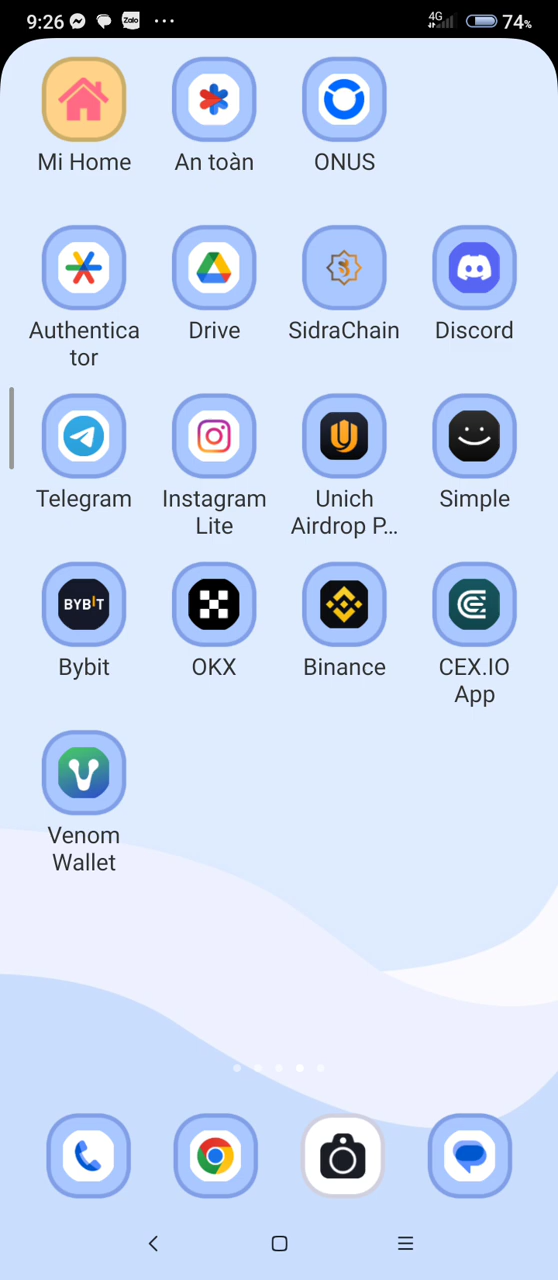 9:26 Zalo 4G 74%
Mi Home An toàn ONUS
Authentica Drive SidraChain Discord
tor
Telegram Instagram Unich Simple
Lite Airdrop P...
BYBIT
Bybit OKX Binance CEX.IO
App
Venom
Wallet